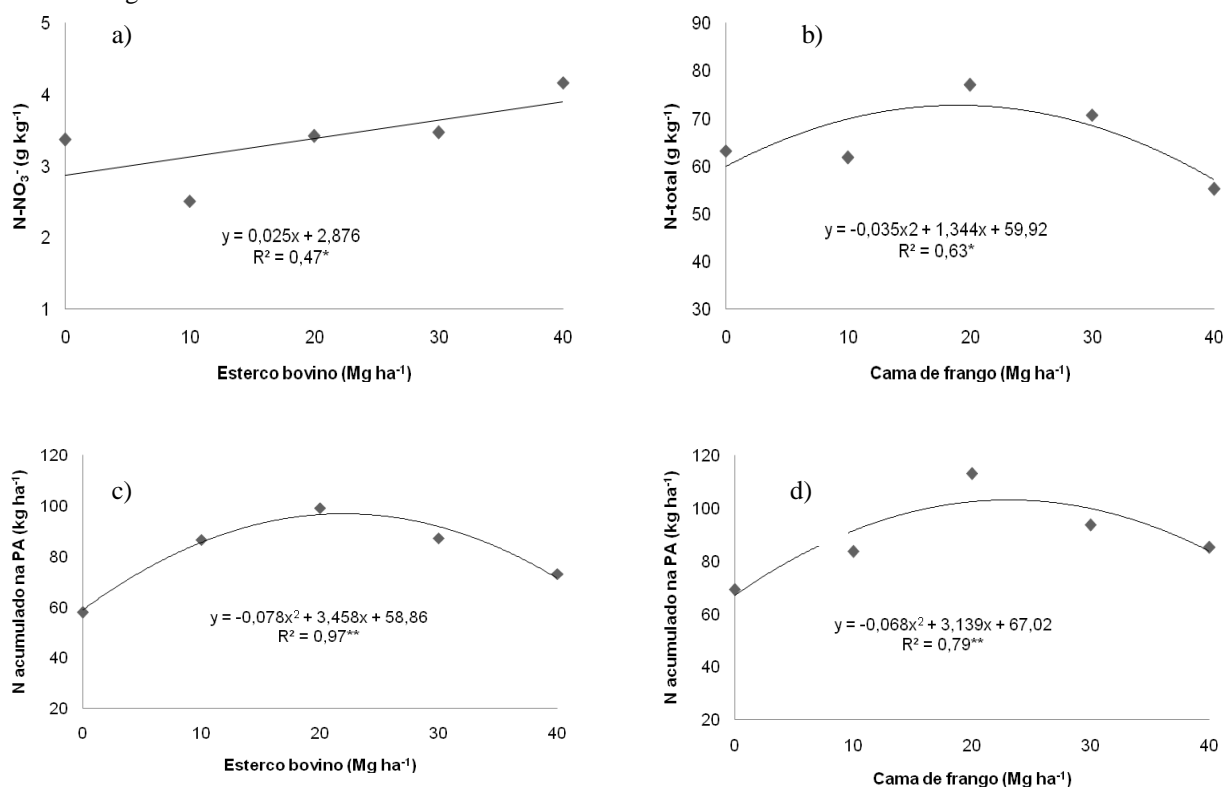 a)
5
4
3
2
1
N-NO₃⁻ (g kg⁻¹)
y = 0,025x + 2,876
R² = 0,47*
0 10 20 30 40
Esterco bovino (Mg ha⁻¹)
b)
90
80
70
60
50
40
30
N-total (g kg⁻¹)
y = -0,035x2 + 1,344x + 59,92
R² = 0,63*
0 10 20 30 40
Cama de frango (Mg ha⁻¹)
c)
120
100
80
60
40
20
N acumulado na PA (kg ha⁻¹)
y = -0,078x² + 3,458x + 58,86
R² = 0,97**
0 10 20 30 40
Esterco bovino (Mg ha⁻¹)
d)
120
100
80
60
40
20
N acumulado na PA (kg ha⁻¹)
y = -0,068x² + 3,139x + 67,02
R² = 0,79**
0 10 20 30 40
Cama de frango (Mg ha⁻¹)